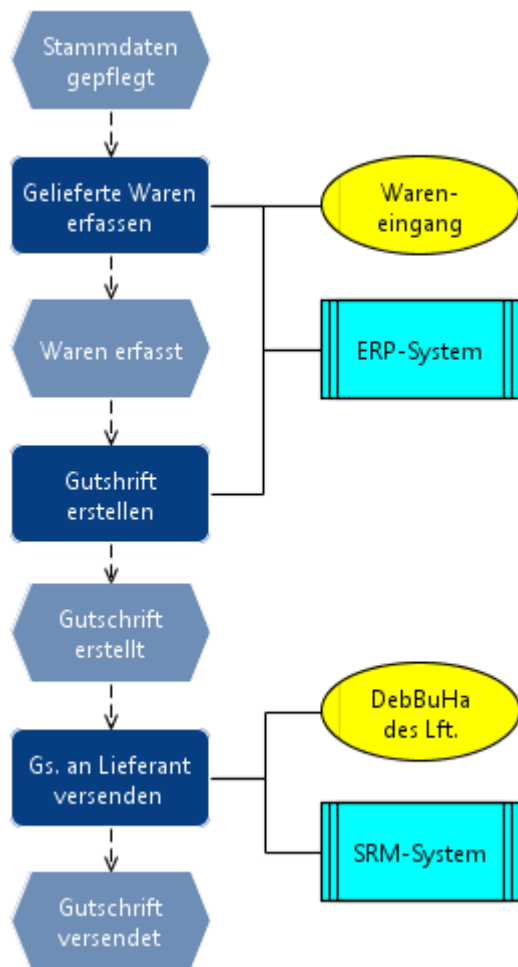 Stammdaten
gepflegt
Gelieferte Waren
erfassen
Waren-
eingang
Waren erfasst
ERP-System
Gutshrift
erstellen
Gutschrift
erstellt
DebBuHa
des Lft.
Gs. an Lieferant
versenden
SRM-System
Gutschrift
versendet